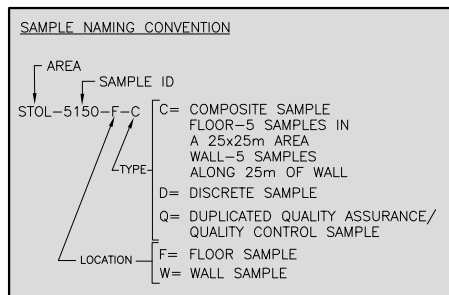 SAMPLE NAMING CONVENTION
AREA
SAMPLE ID
STOL-5150-F-C
C= COMPOSITE SAMPLE
FLOOR-5 SAMPLES IN
A 25x25m AREA
WALL-5 SAMPLES
ALONG 25m OF WALL
TYPE
D= DISCRETE SAMPLE
Q= DUPLICATED QUALITY ASSURANCE/
QUALITY CONTROL SAMPLE
LOCATION
F= FLOOR SAMPLE
W= WALL SAMPLE